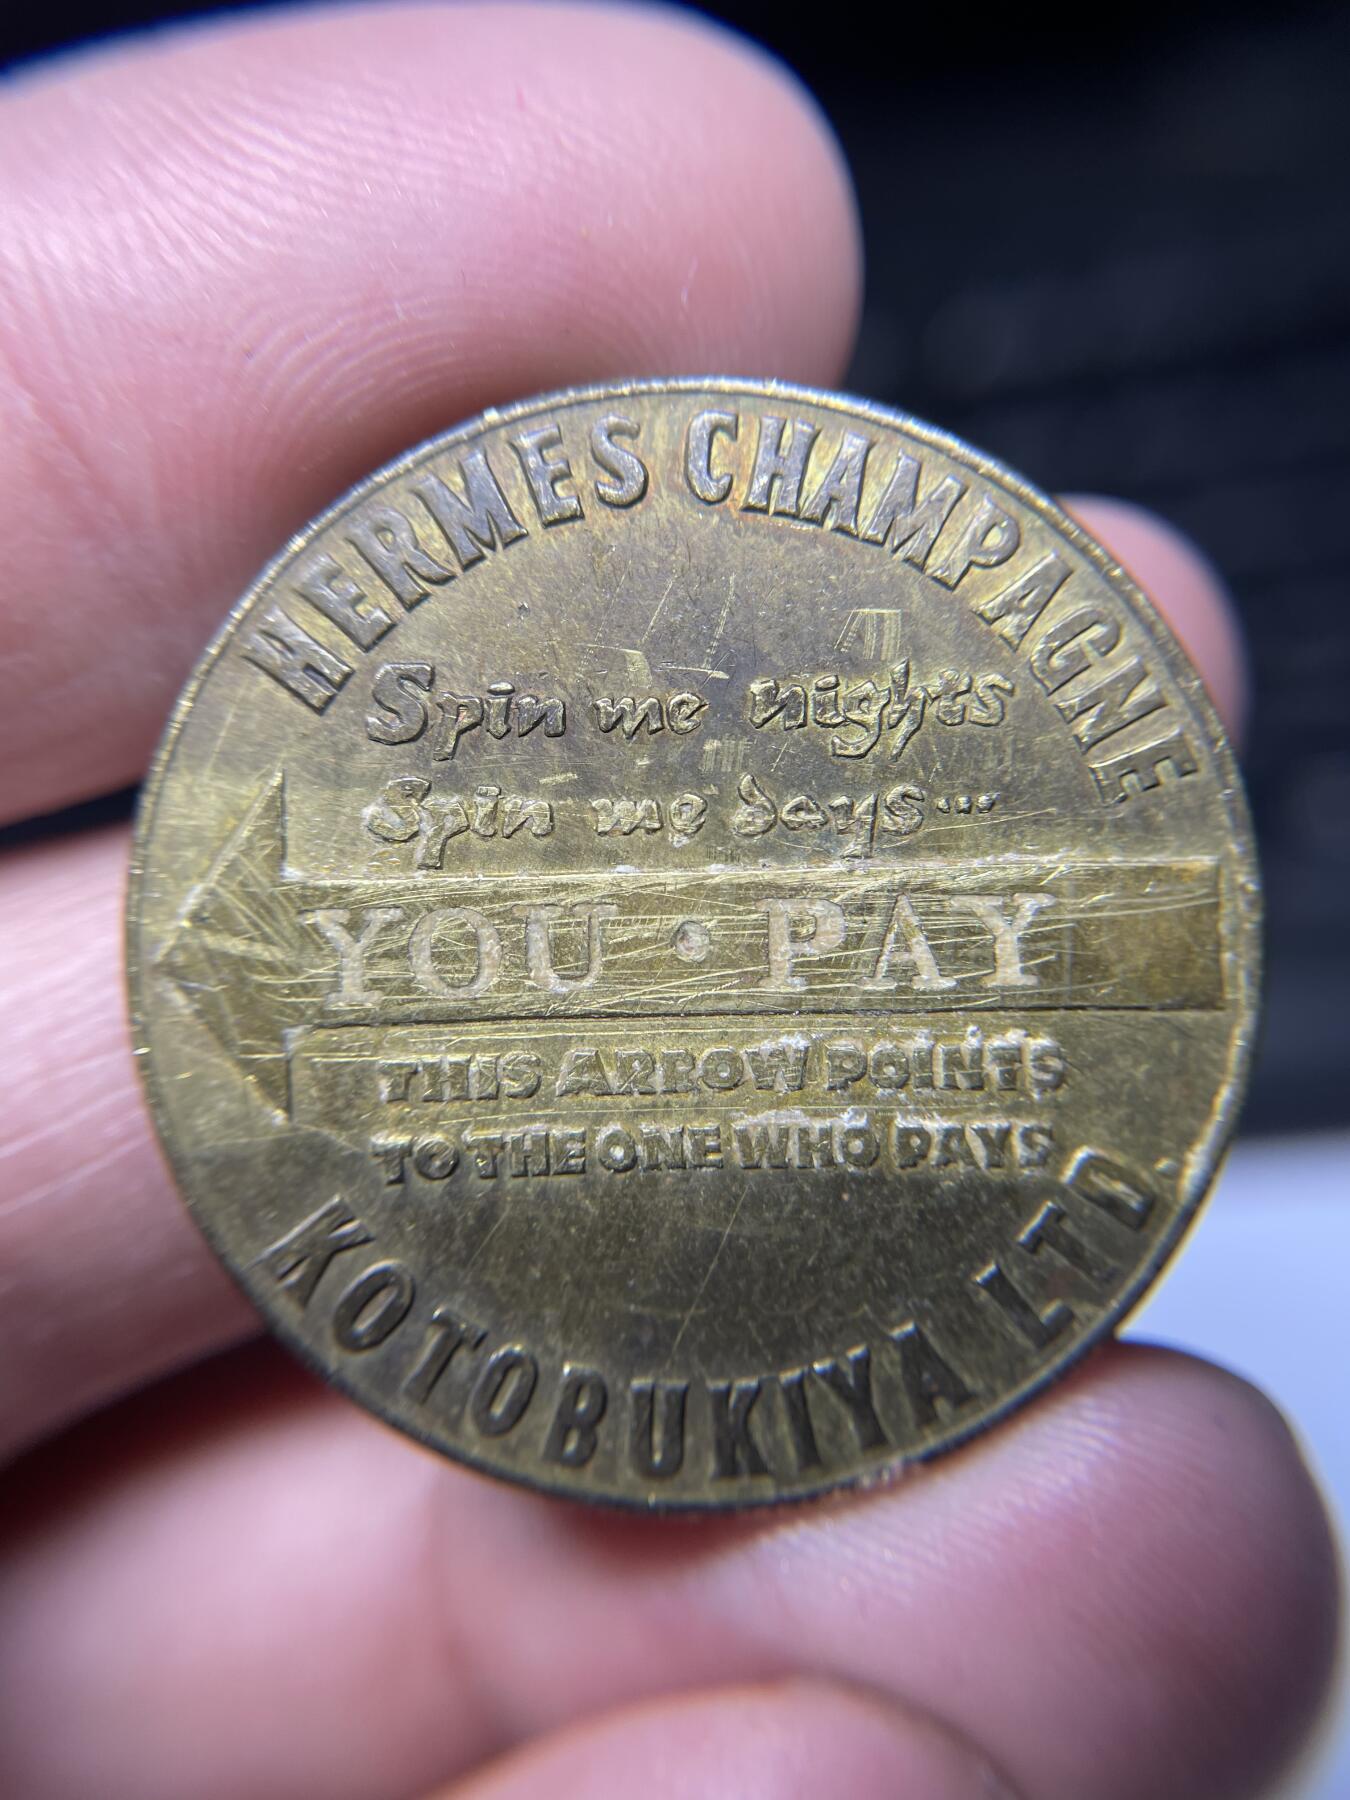 HERMES CHAMPAGNE
Spin me nights
Spin me days...
YOU • PAY
THIS ARROW POINTS
TO THE ONE WHO PAYS
KOTOBUKIYA LTD.